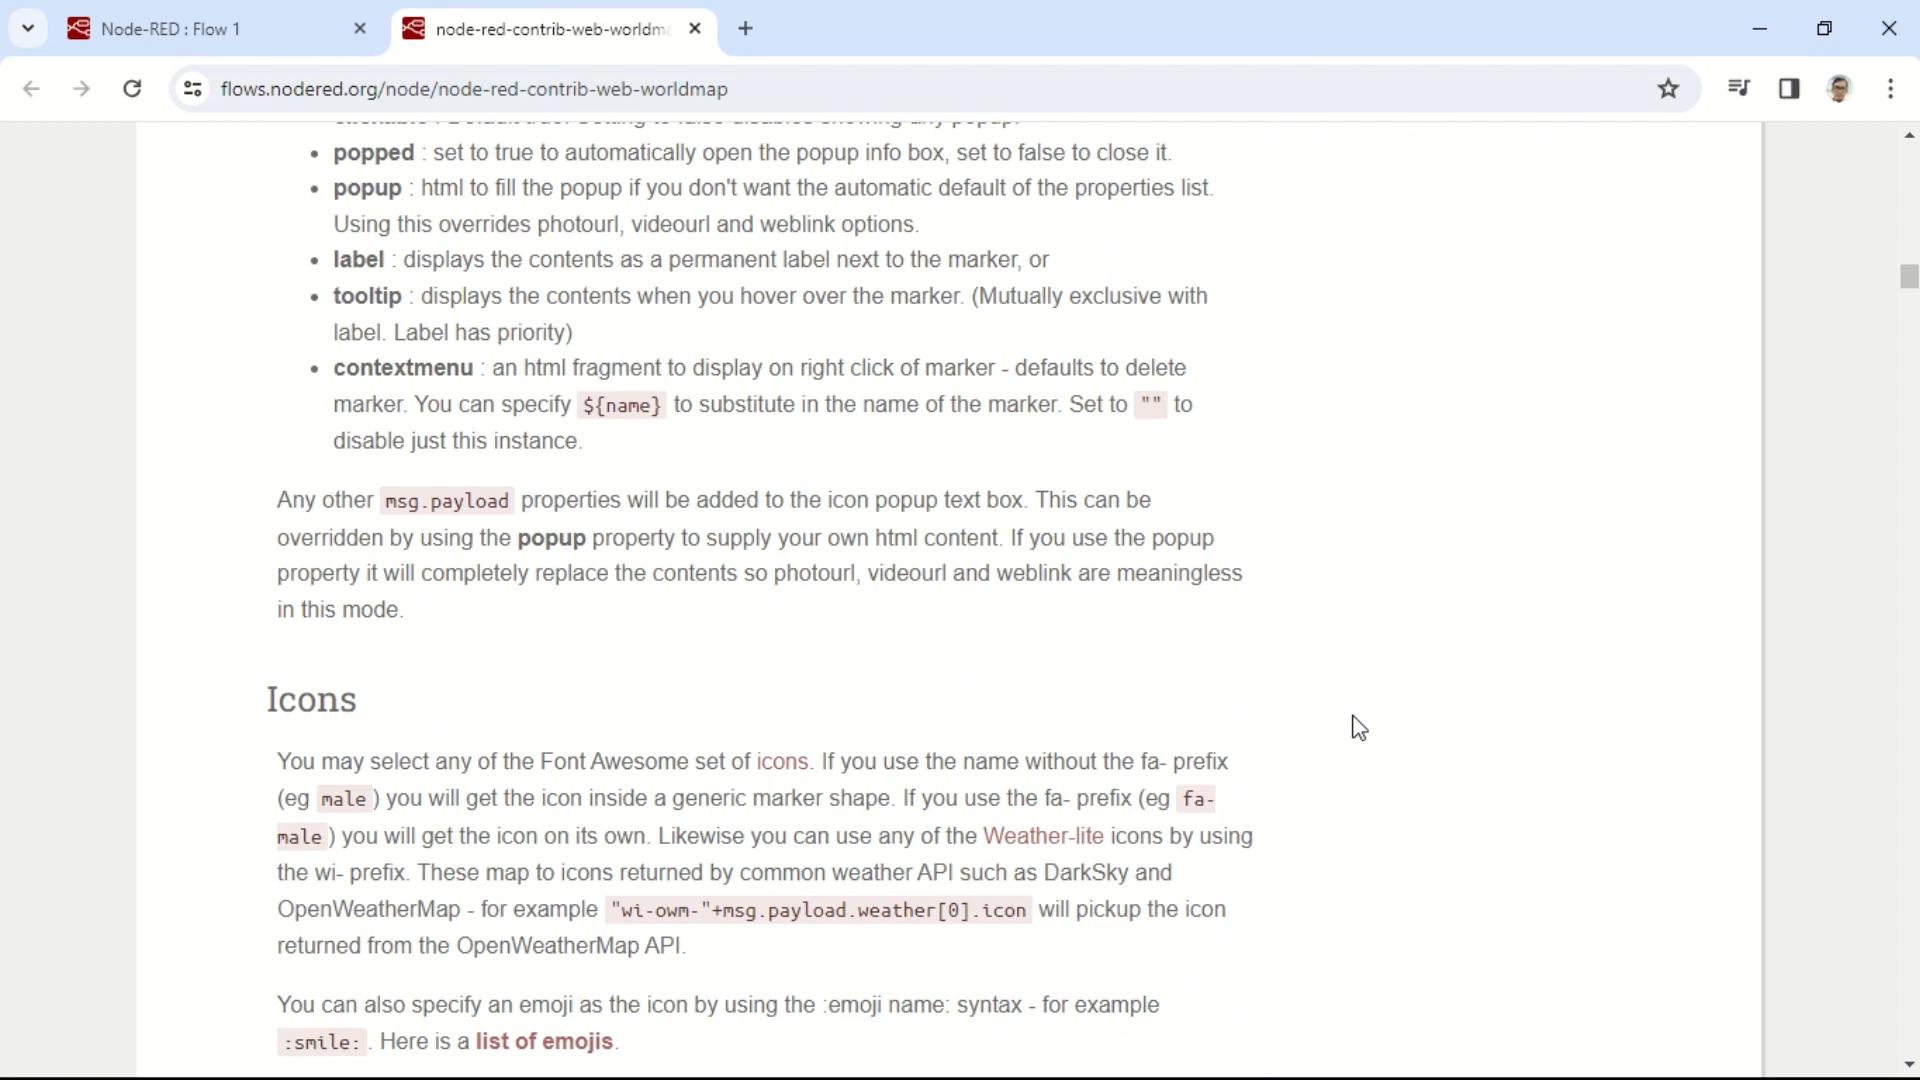 Node-RED : Flow 1
node-red-contrib-web-worldma
flows.nodered.org/node/node-red-contrib-web-worldmap
• popped : set to true to automatically open the popup info box, set to false to close it.
• popup : html to fill the popup if you don't want the automatic default of the properties list.
Using this overrides photourl, videourl and weblink options.
• label : displays the contents as a permanent label next to the marker, or
• tooltip : displays the contents when you hover over the marker. (Mutually exclusive with
label. Label has priority)
• contextmenu : an html fragment to display on right click of marker - defaults to delete
marker. You can specify ${name} to substitute in the name of the marker. Set to "" to
disable just this instance.
Any other msg.payload properties will be added to the icon popup text box. This can be
overridden by using the popup property to supply your own html content. If you use the popup
property it will completely replace the contents so photourl, videourl and weblink are meaningless
in this mode.
Icons
You may select any of the Font Awesome set of icons. If you use the name without the fa- prefix
(eg male ) you will get the icon inside a generic marker shape. If you use the fa- prefix (eg fa-
male ) you will get the icon on its own. Likewise you can use any of the Weather-lite icons by using
the wi- prefix. These map to icons returned by common weather API such as DarkSky and
OpenWeatherMap - for example "wi-owm-"+msg.payload.weather[0].icon will pickup the icon
returned from the OpenWeatherMap API.
You can also specify an emoji as the icon by using the :emoji name: syntax - for example
:smile: . Here is a list of emojis.